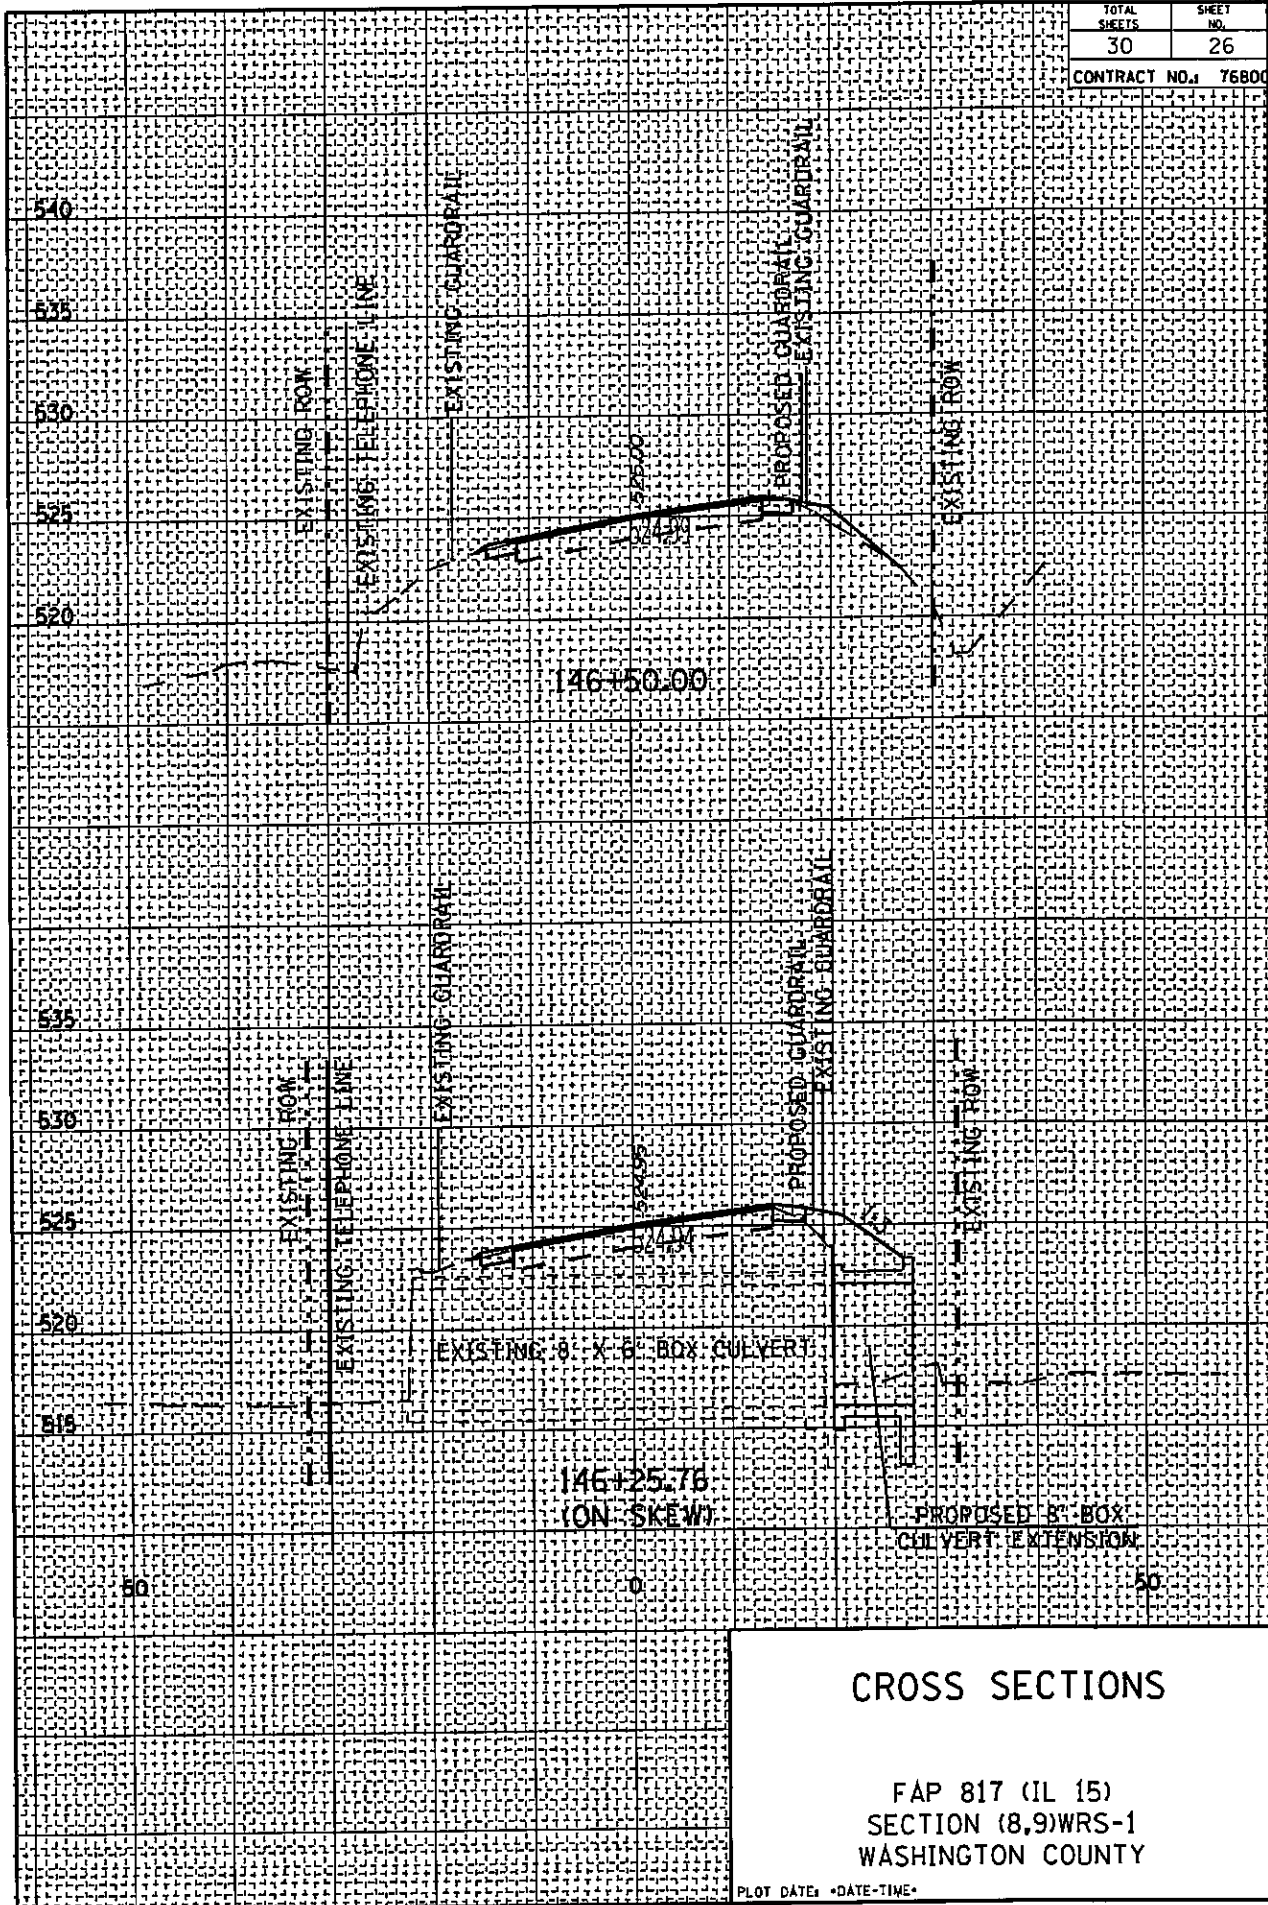 TOTAL SHEETS
SHEET NO.
30
26
CONTRACT NO.: 76800
540
535
530
525
520
EXISTING ROW
EXISTING TELEPHONE LINE
EXISTING GUARDRAIL
525.00
PROPOSED GUARDRAIL
EXISTING GUARDRAIL
EXISTING ROW
146+50.00
535
530
525
520
515
EXISTING ROW
EXISTING TELEPHONE LINE
EXISTING GUARDRAIL
524.95
524.94
PROPOSED GUARDRAIL
EXISTING GUARDRAIL
EXISTING ROW
EXISTING 8' X 6' BOX CULVERT
146+25.76
(ON SKEW)
PROPOSED 8' BOX
CULVERT EXTENSION
50
0
50
CROSS SECTIONS
FAP 817 (IL 15)
SECTION (8,9)WRS-1
WASHINGTON COUNTY
PLOT DATE: *DATE-TIME*